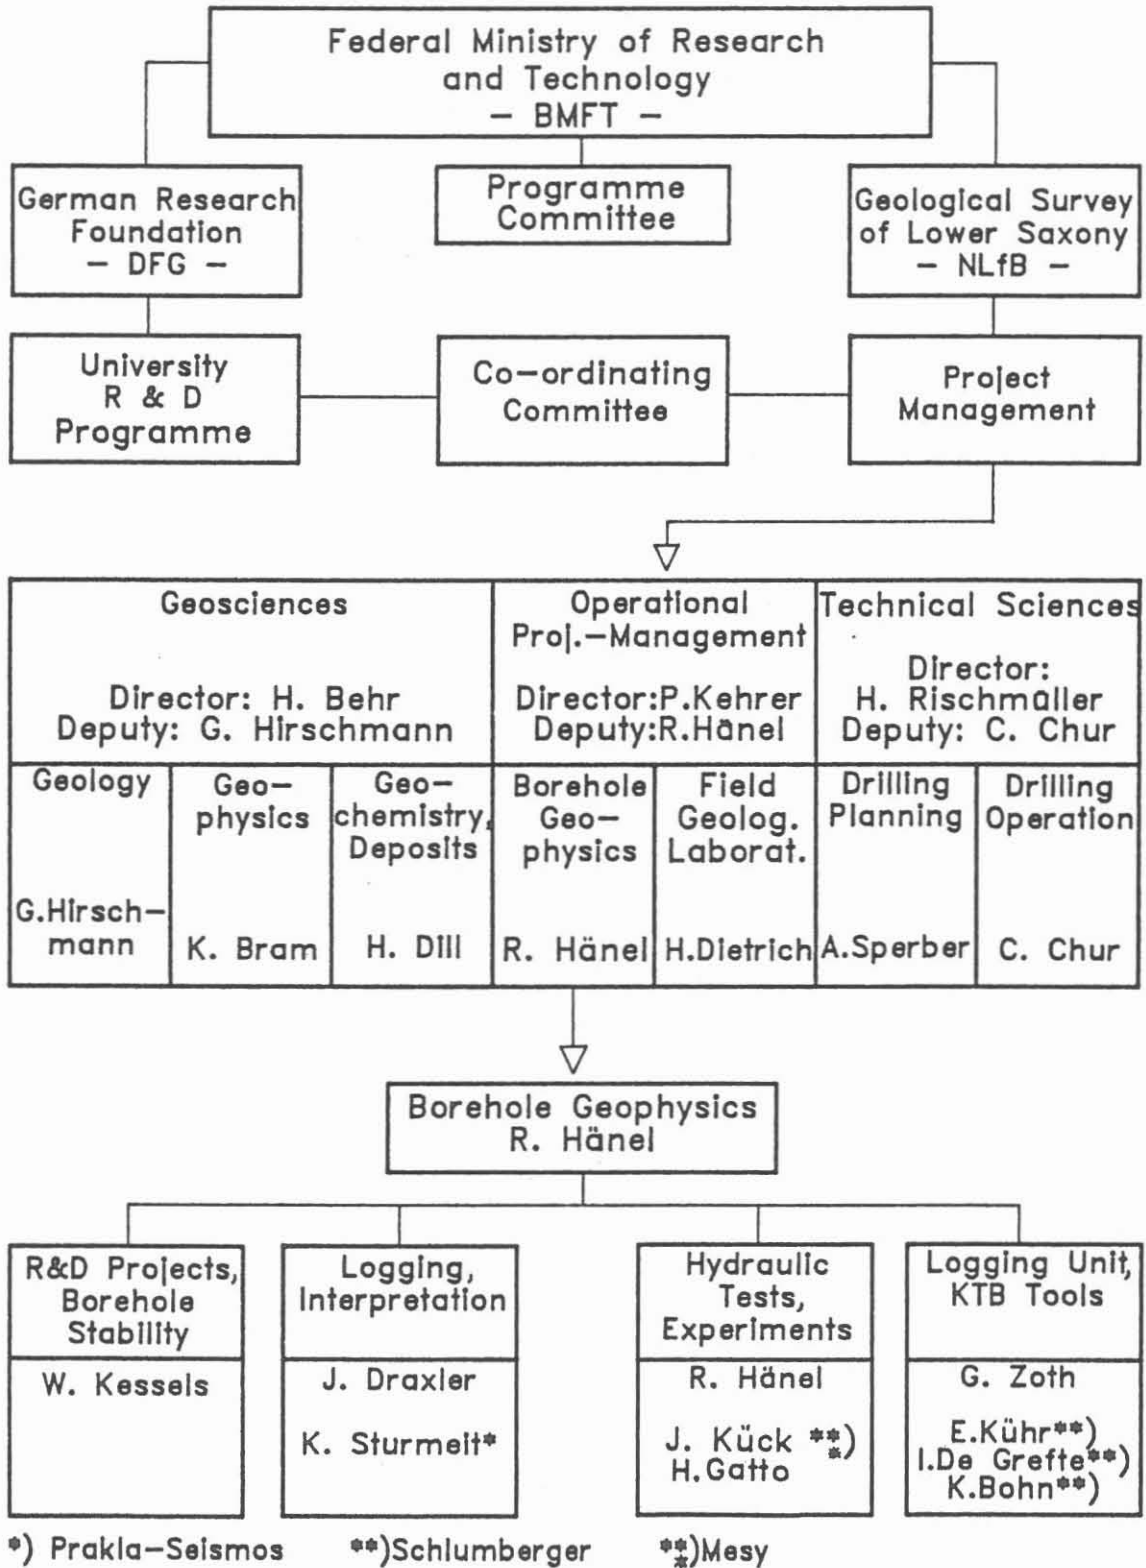 Federal Ministry of Research
and Technology
— BMFT —
German Research
Foundation
— DFG —
Programme
Committee
Geological Survey
of Lower Saxony
— NLfB —
University
R & D
Programme
Co-ordinating
Committee
Project
Management
Geosciences
Director: H. Behr
Deputy: G. Hirschmann
Operational
Proj.-Management
Director:P.Kehrer
Deputy:R.Hänel
Technical Sciences
Director:
H. Rischmüller
Deputy: C. Chur
Geology
G.Hirsch-
mann
Geo-
physics
K. Bram
Geo-
chemistry,
Deposits
H. Dill
Borehole
Geo-
physics
R. Hänel
Field
Geolog.
Laborat.
H.Dietrich
Drilling
Planning
A.Sperber
Drilling
Operation
C. Chur
Borehole Geophysics
R. Hänel
R&D Projects,
Borehole
Stability
W. Kessels
Logging,
Interpretation
J. Draxler
K. Sturmeit*
Hydraulic
Tests,
Experiments
R. Hänel
J. Kück ***)
H.Gatto
Logging Unit,
KTB Tools
G. Zoth
E.Kühr**)
I.De Grefte**)
K.Bohn**)
*) Prakla-Seismos **)Schlumberger ***)Mesy